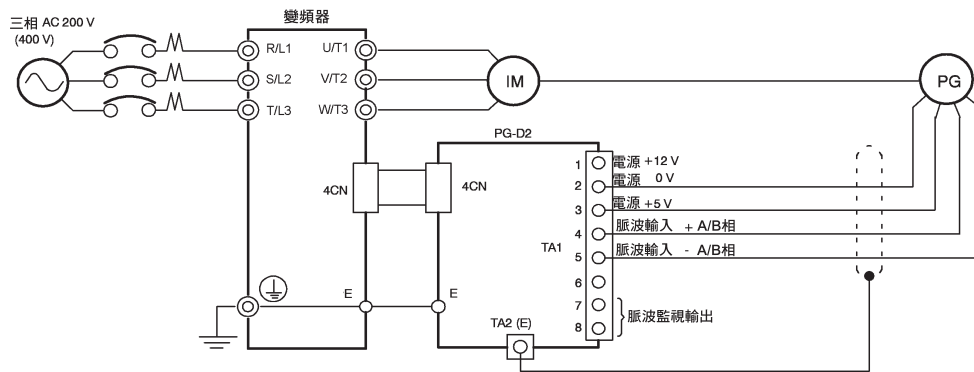 三相 AC 200 V
(400 V)
變頻器
R/L1
S/L2
T/L3
U/T1
V/T2
W/T3
IM
PG
PG-D2
4CN
4CN
E
E
TA1
TA2 (E)
1 電源 +12 V
2 電源 0 V
3 電源 +5 V
4 脈波輸入 + A/B相
5 脈波輸入 - A/B相
6
7
8
脈波監視輸出